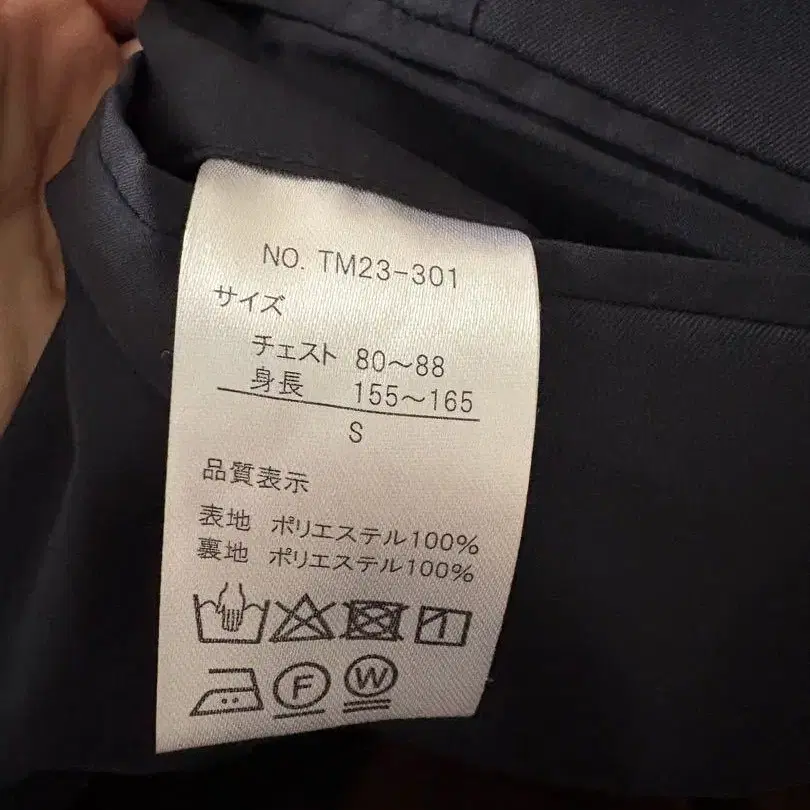 NO. TM23-301
サイズ
チェスト 80～88
身長 155～165
S
品質表示
表地 ポリエステル100%
裏地 ポリエステル100%
F W